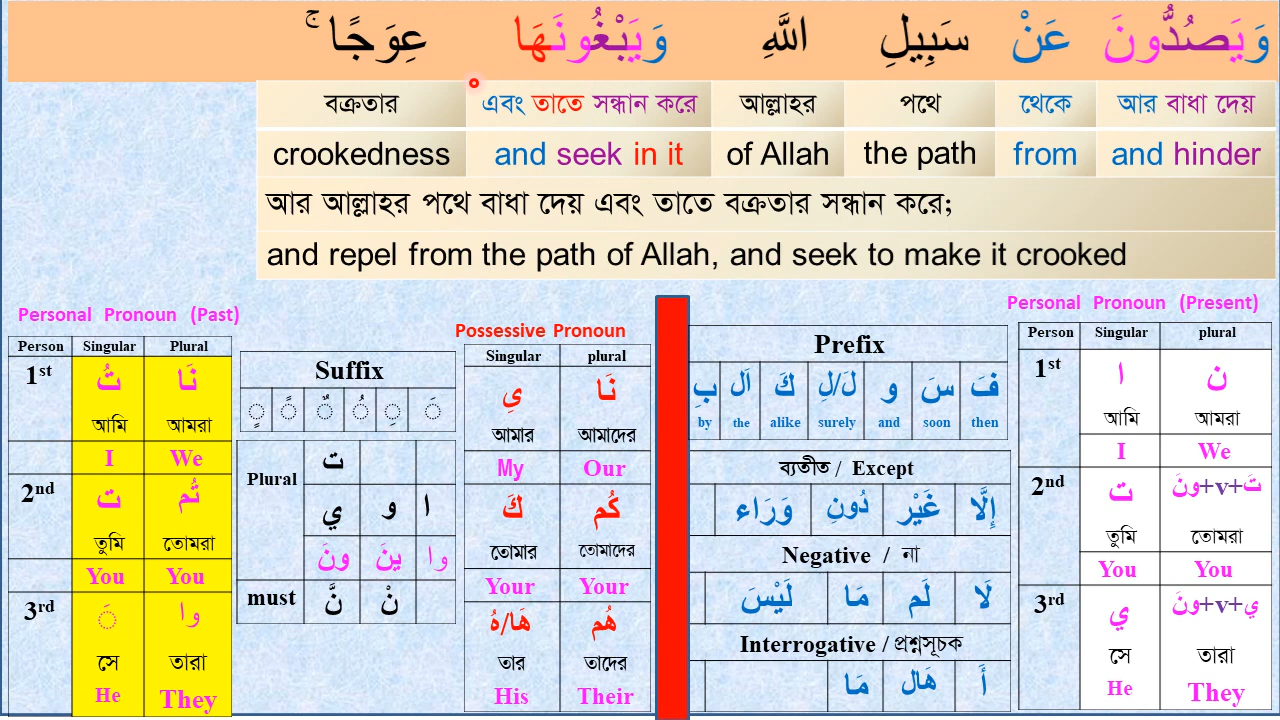 وَيَصُدُّونَ عَنْ سَبِيلِ اللَّهِ وَيَبْغُونَهَا عِوَجًا ۚ
বক্রতার এবং তাতে সন্ধান করে আল্লাহর পথে থেকে আর বাধা দেয়
crookedness and seek in it of Allah the path from and hinder
আর আল্লাহর পথে বাধা দেয় এবং তাতে বক্রতার সন্ধান করে;
and repel from the path of Allah, and seek to make it crooked
Personal Pronoun (Past)
Person Singular Plural
1st تُ نَا
আমি আমরা
I We
2nd ت تُم
তুমি তোমরা
You You
3rd َ وا
সে তারা
He They
Suffix
ٍ ً ٌ ُ ِ َ
Plural ت
ي و ا
ونَ ينَ وا
must نَّ نْ
Possessive Pronoun
Singular plural
يِ نَا
আমার আমাদের
My Our
كَ كُم
তোমার তোমাদের
Your Your
هَا/هُ هُم
তার তাদের
His Their
Prefix
بِ اَل كَ لَ/لِ و سَ فَ
by the alike surely and soon then
ব্যতীত / Except
وَرَاء دُونِ غَيْر إِلَّا
Negative / না
لَيْسَ مَا لَم لَا
Interrogative / প্রশ্নসূচক
مَا هَال أَ
Personal Pronoun (Present)
Person Singular plural
1st ا ن
আমি আমরা
I We
2nd ت تَ+v+ونَ
তুমি তোমরা
You You
3rd ي ي+v+ونَ
সে তারা
He They